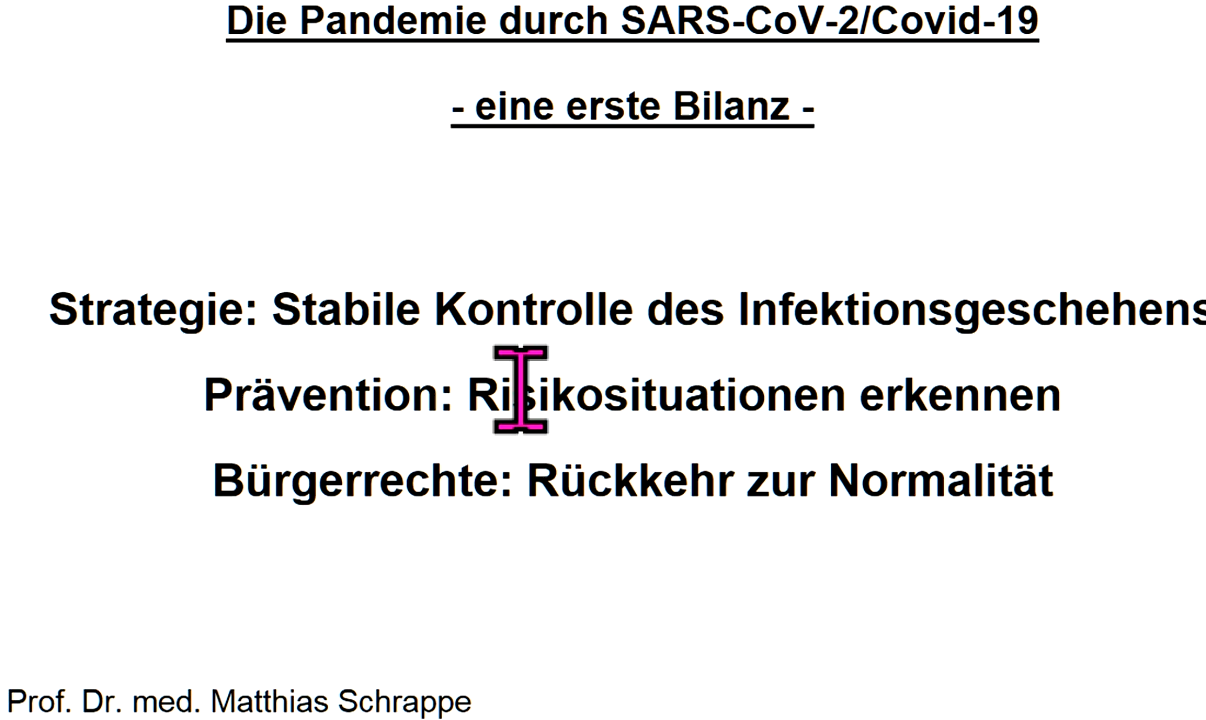 Die Pandemie durch SARS-CoV-2/Covid-19
- eine erste Bilanz -
Strategie: Stabile Kontrolle des Infektionsgeschehens
Prävention: Risikosituationen erkennen
Bürgerrechte: Rückkehr zur Normalität
Prof. Dr. med. Matthias Schrappe